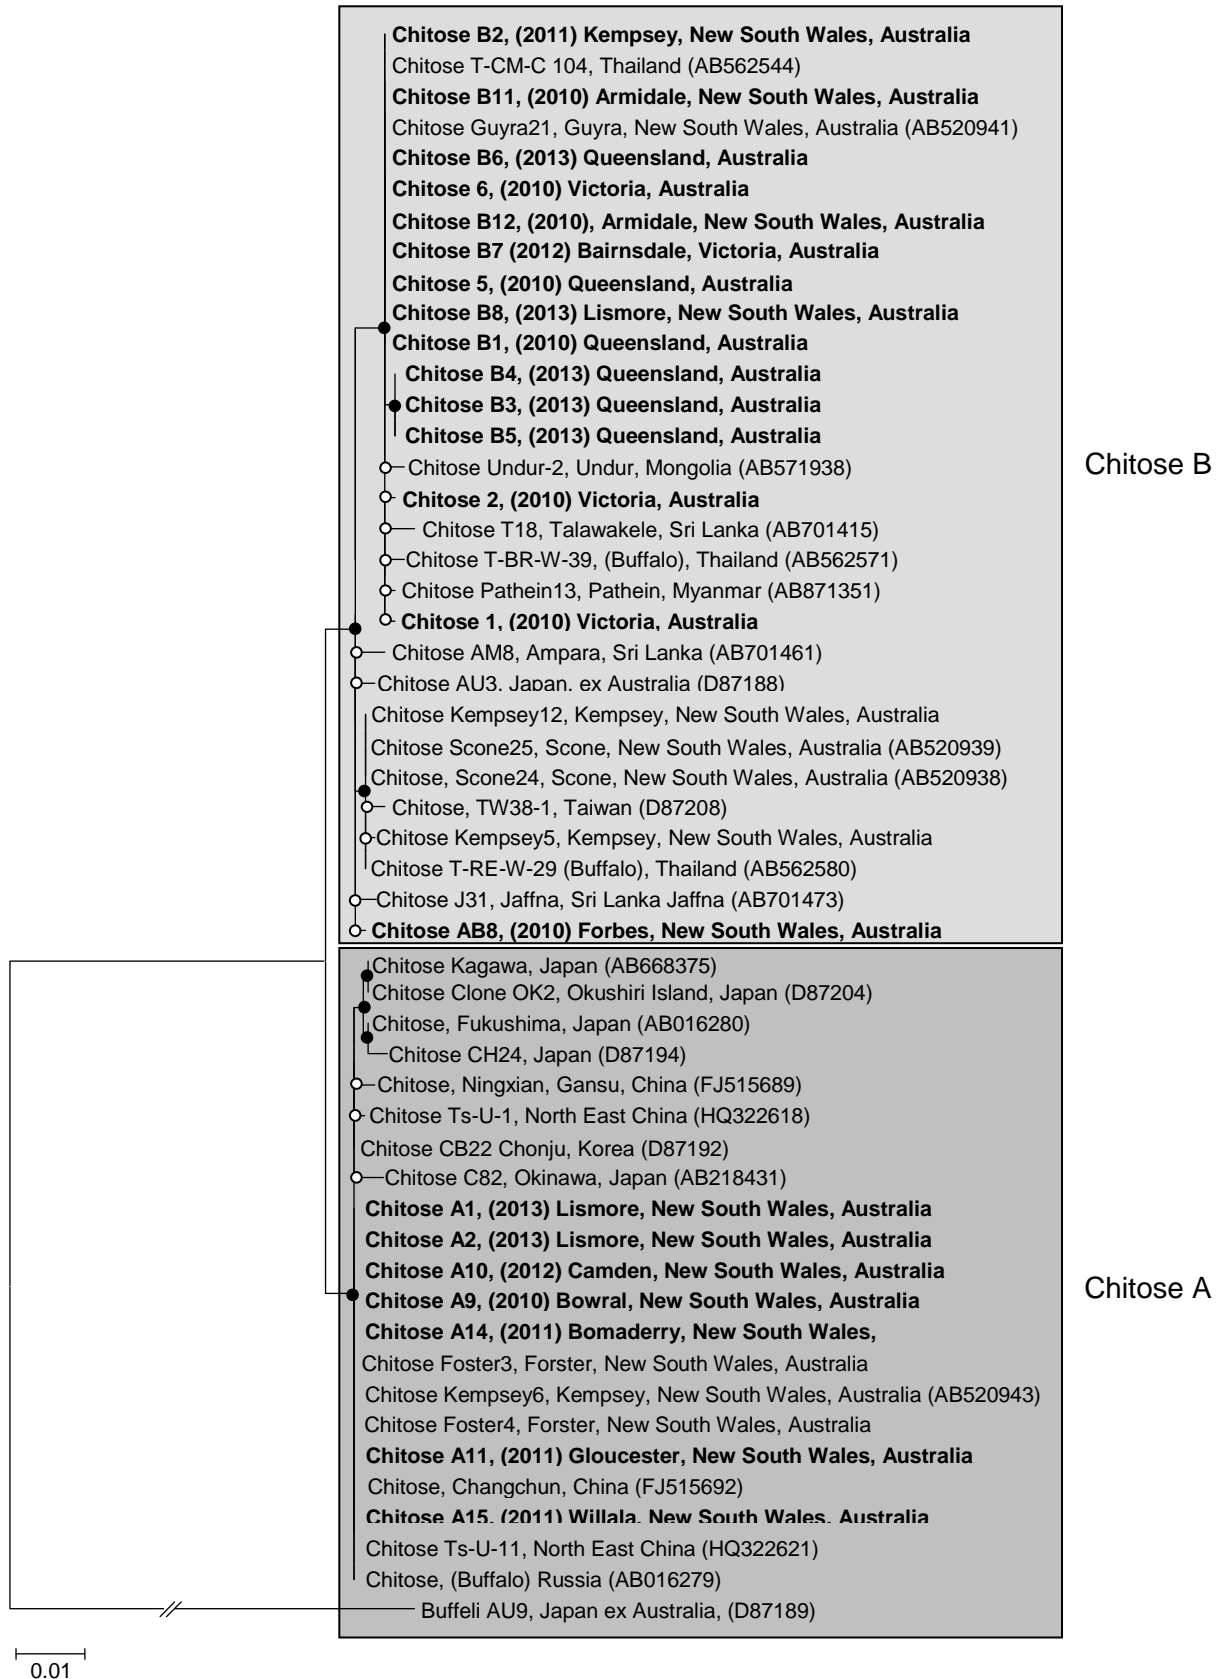 Chitose B2, (2011) Kempsey, New South Wales, Australia
Chitose T-CM-C 104, Thailand (AB562544)
Chitose B11, (2010) Armidale, New South Wales, Australia
Chitose Guyra21, Guyra, New South Wales, Australia (AB520941)
Chitose B6, (2013) Queensland, Australia
Chitose 6, (2010) Victoria, Australia
Chitose B12, (2010), Armidale, New South Wales, Australia
Chitose B7 (2012) Bairnsdale, Victoria, Australia
Chitose 5, (2010) Queensland, Australia
Chitose B8, (2013) Lismore, New South Wales, Australia
Chitose B1, (2010) Queensland, Australia
Chitose B4, (2013) Queensland, Australia
Chitose B3, (2013) Queensland, Australia
Chitose B5, (2013) Queensland, Australia
Chitose Undur-2, Undur, Mongolia (AB571938)
Chitose B
Chitose 2, (2010) Victoria, Australia
Chitose T18, Talawakele, Sri Lanka (AB701415)
Chitose T-BR-W-39, (Buffalo), Thailand (AB562571)
Chitose Pathein13, Pathein, Myanmar (AB871351)
Chitose 1, (2010) Victoria, Australia
Chitose AM8, Ampara, Sri Lanka (AB701461)
Chitose AU3, Japan, ex Australia (D87188)
Chitose Kempsey12, Kempsey, New South Wales, Australia
Chitose Scone25, Scone, New South Wales, Australia (AB520939)
Chitose, Scone24, Scone, New South Wales, Australia (AB520938)
Chitose, TW38-1, Taiwan (D87208)
Chitose Kempsey5, Kempsey, New South Wales, Australia
Chitose T-RE-W-29 (Buffalo), Thailand (AB562580)
Chitose J31, Jaffna, Sri Lanka Jaffna (AB701473)
Chitose AB8, (2010) Forbes, New South Wales, Australia
Chitose Kagawa, Japan (AB668375)
Chitose Clone OK2, Okushiri Island, Japan (D87204)
Chitose, Fukushima, Japan (AB016280)
Chitose CH24, Japan (D87194)
Chitose, Ningxian, Gansu, China (FJ515689)
Chitose Ts-U-1, North East China (HQ322618)
Chitose CB22 Chonju, Korea (D87192)
Chitose C82, Okinawa, Japan (AB218431)
Chitose A1, (2013) Lismore, New South Wales, Australia
Chitose A2, (2013) Lismore, New South Wales, Australia
Chitose A10, (2012) Camden, New South Wales, Australia
Chitose A
Chitose A9, (2010) Bowral, New South Wales, Australia
Chitose A14, (2011) Bomaderry, New South Wales,
Chitose Foster3, Forster, New South Wales, Australia
Chitose Kempsey6, Kempsey, New South Wales, Australia (AB520943)
Chitose Foster4, Forster, New South Wales, Australia
Chitose A11, (2011) Gloucester, New South Wales, Australia
Chitose, Changchun, China (FJ515692)
Chitose A15, (2011) Willala, New South Wales, Australia
Chitose Ts-U-11, North East China (HQ322621)
Chitose, (Buffalo) Russia (AB016279)
Buffeli AU9, Japan ex Australia, (D87189)
0.01